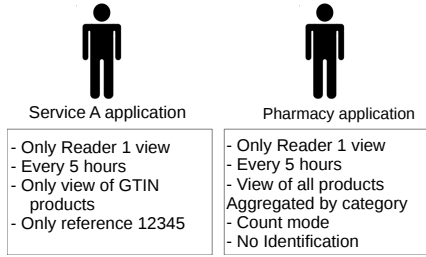 Service A application
- Only Reader 1 view
- Every 5 hours
- Only view of GTIN
products
- Only reference 12345
Pharmacy application
- Only Reader 1 view
- Every 5 hours
- View of all products
Aggregated by category
- Count mode
- No Identification